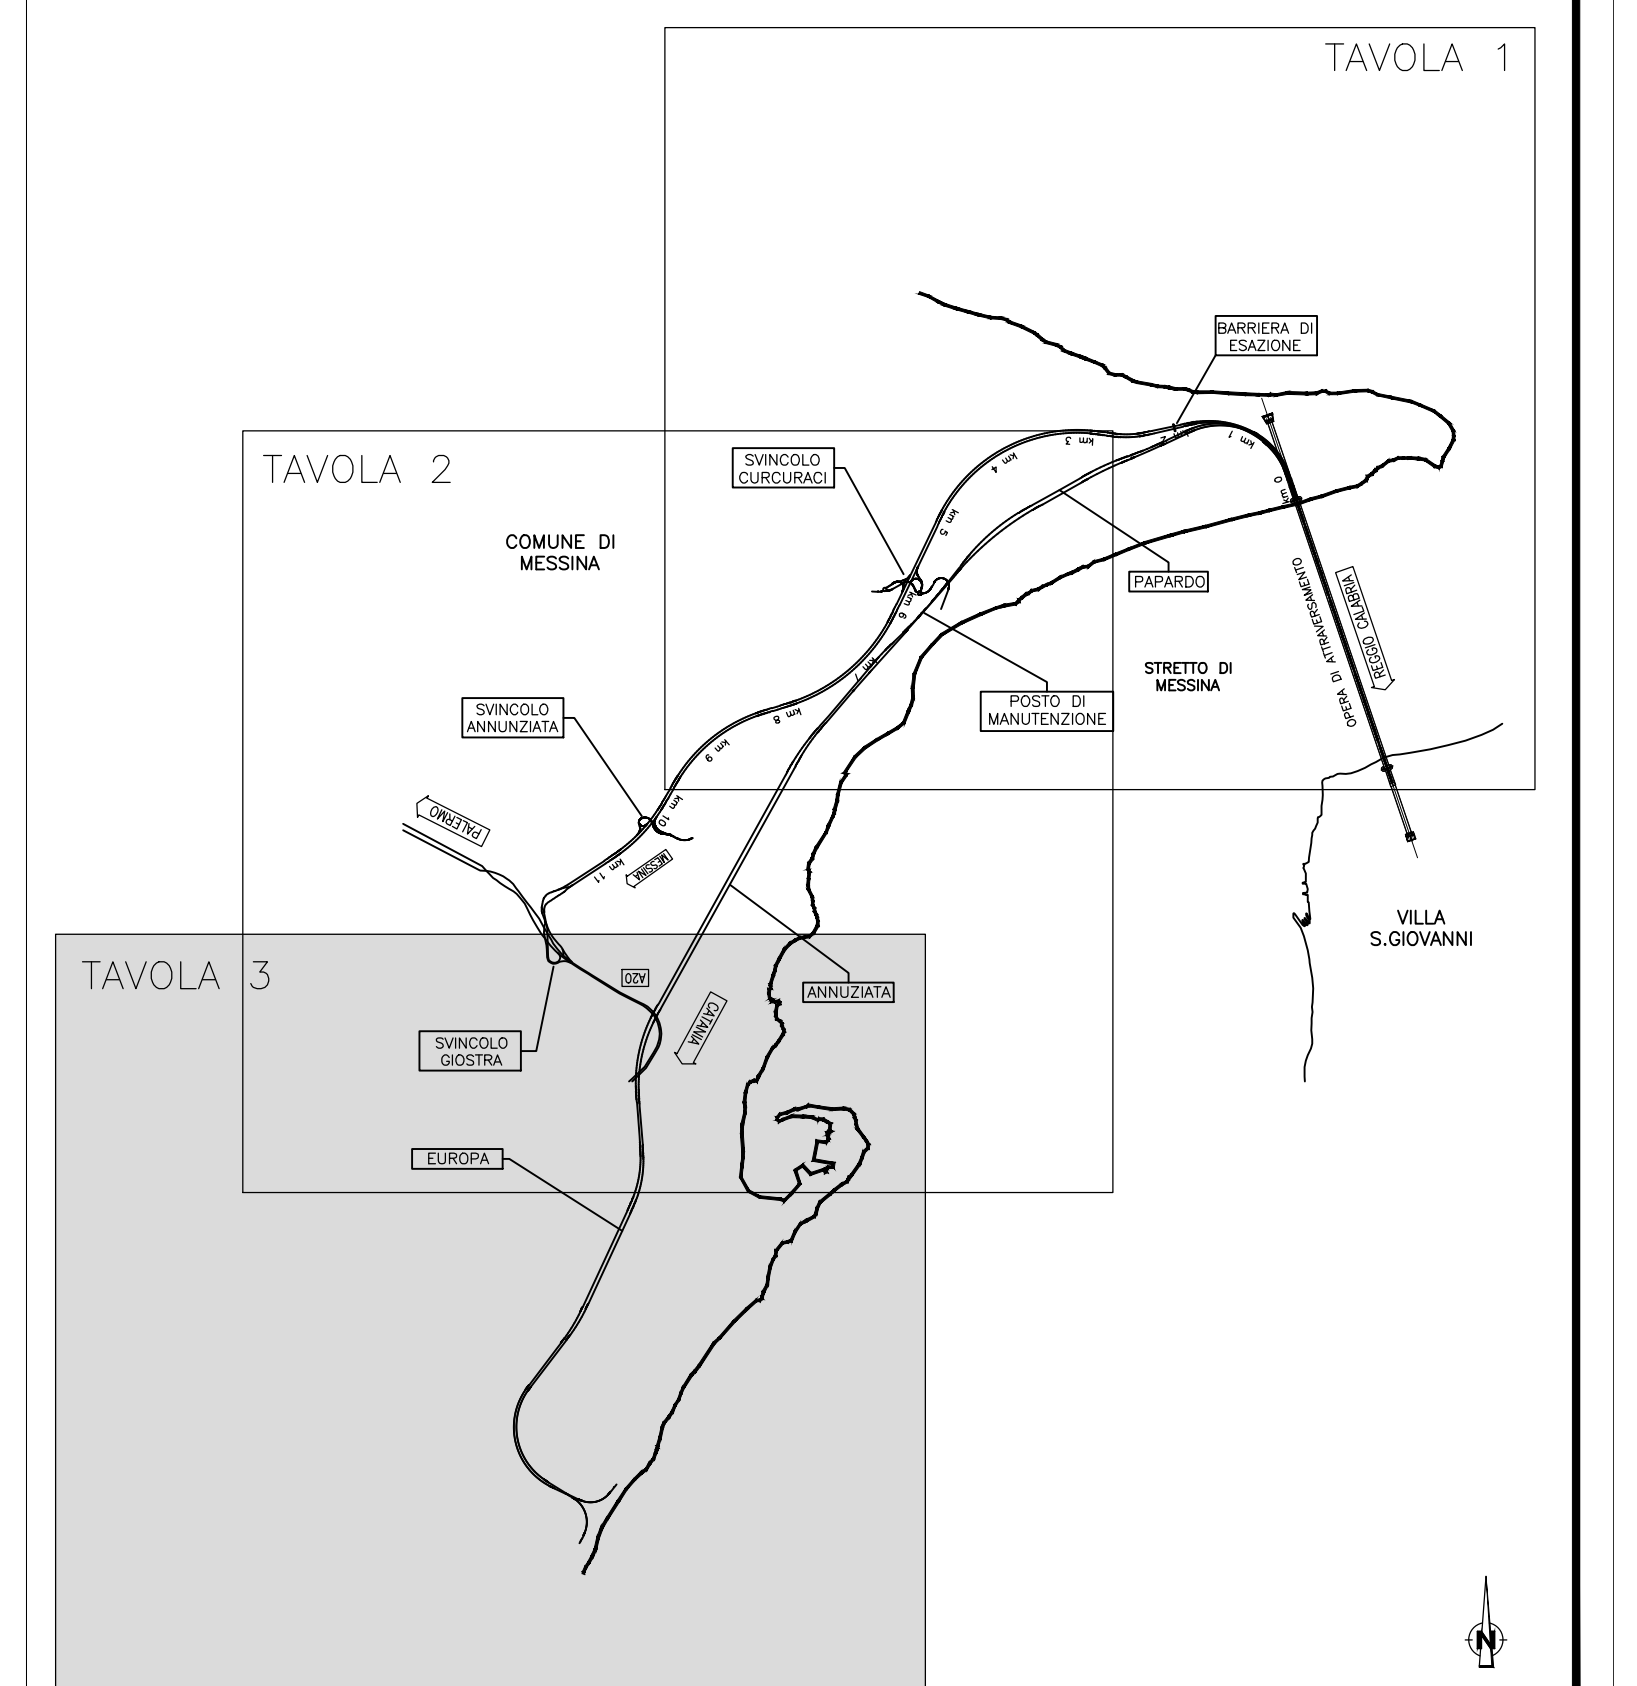 TAVOLA 1
BARRIERA DI
ESAZIONE
TAVOLA 2
SVINCOLO
CURCURACI
km 0
km 1
km 2
km 3
km 4
km 5
km 6
km 7
km 8
km 9
km 10
km 11
COMUNE DI
MESSINA
PAPARDO
OPERA DI ATTRAVERSAMENTO
REGGIO CALABRIA
STRETTO DI
MESSINA
POSTO DI
MANUTENZIONE
SVINCOLO
ANNUNZIATA
PALERMO
MESSINA
VILLA
S.GIOVANNI
TAVOLA 3
A20
ANNUZIATA
CATANIA
SVINCOLO
GIOSTRA
EUROPA
N